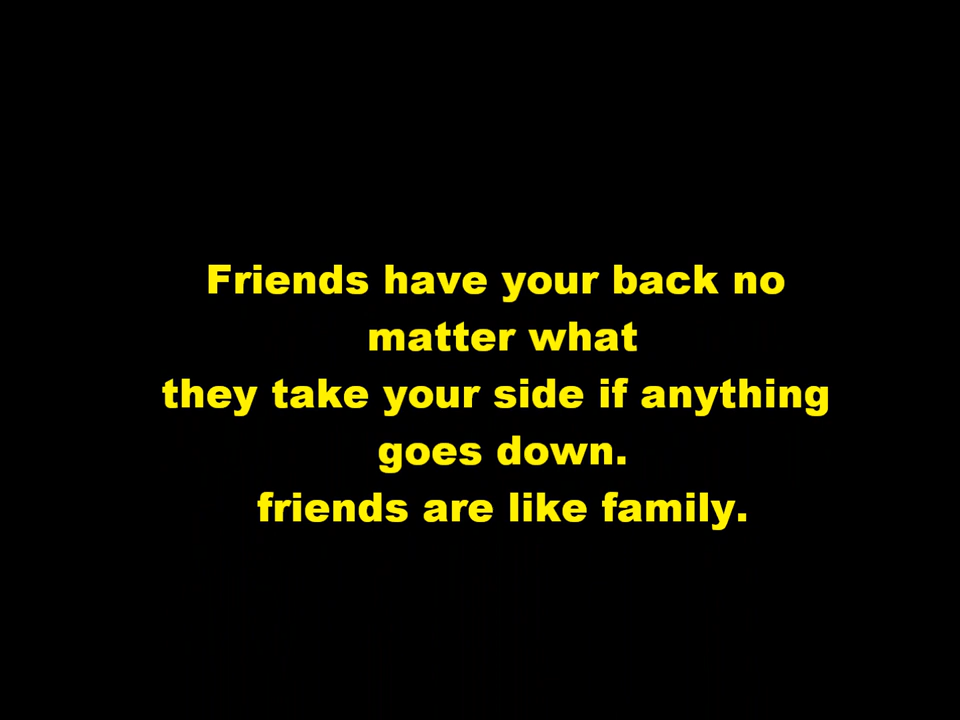 Friends have your back no
matter what
they take your side if anything
goes down.
friends are like family.